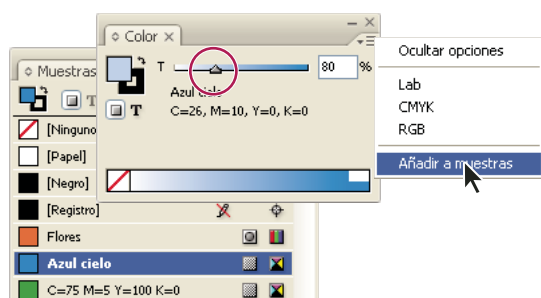 Color
Ocultar opciones
Muestras
T 80 %
Lab
T
Azul cielo
CMYK
T
C=26, M=10, Y=0, K=0
RGB
[Ninguno
[Papel]
Añadir a muestras
[Negro]
[Registro]
Flores
Azul cielo
C=75 M=5 Y=100 K=0